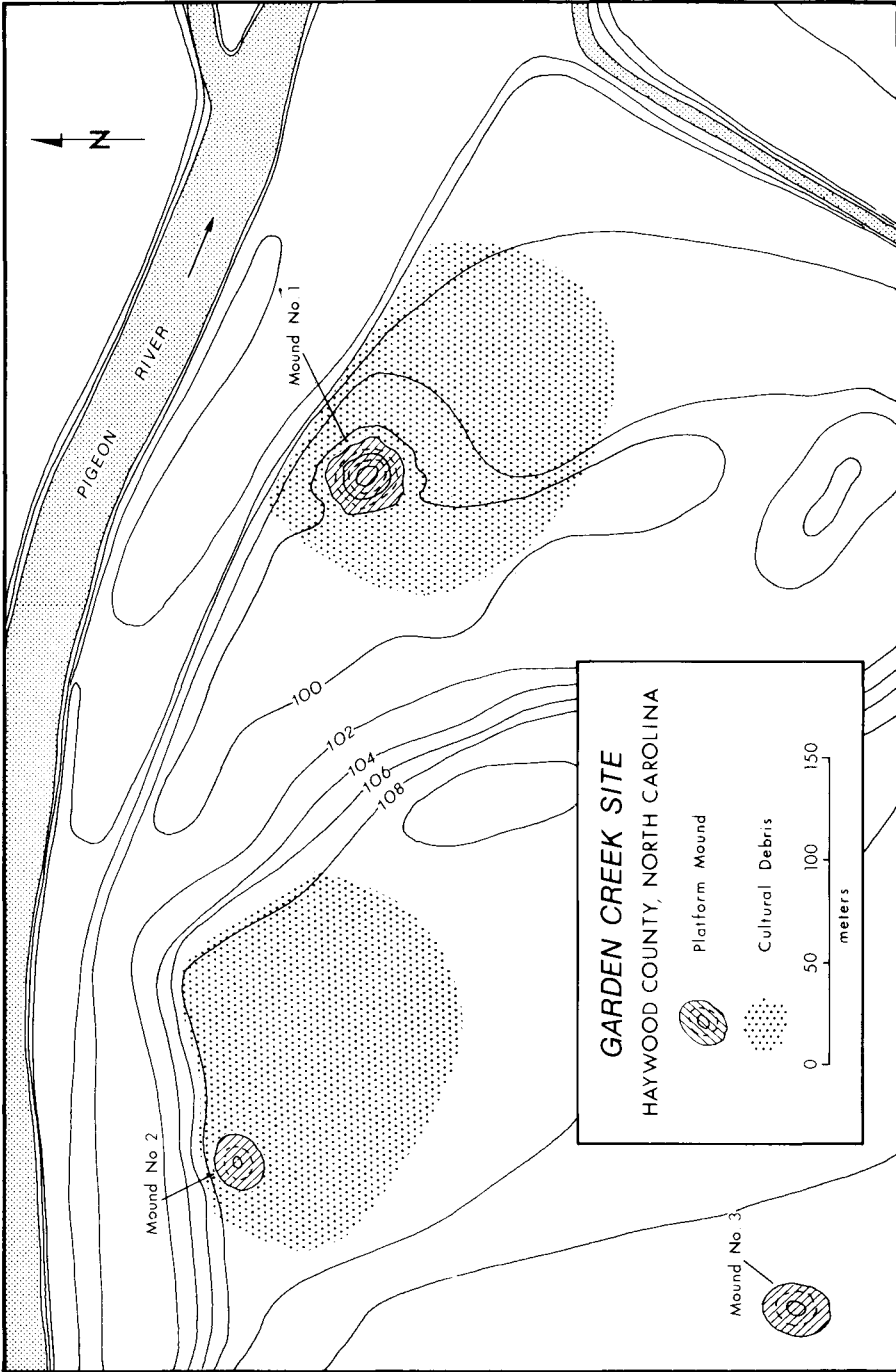 N
PIGEON RIVER
Mound No. 1
Mound No 2
100
102
104
106
108
GARDEN CREEK SITE
HAYWOOD COUNTY, NORTH CAROLINA
Platform Mound
Cultural Debris
0 50 100 150
meters
Mound No. 3